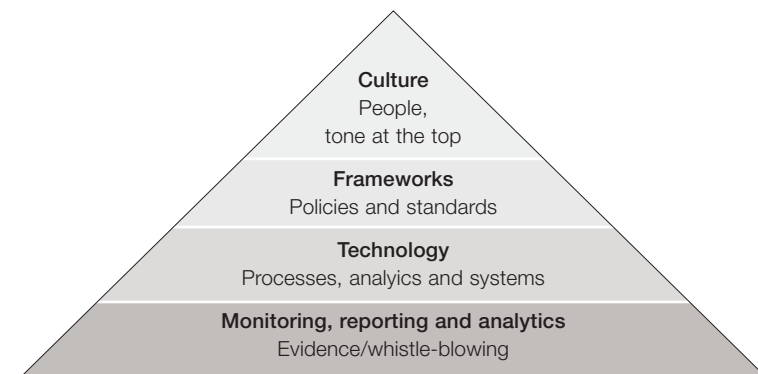 Culture
People,
tone at the top
Frameworks
Policies and standards
Technology
Processes, analyics and systems
Monitoring, reporting and analytics
Evidence/whistle-blowing